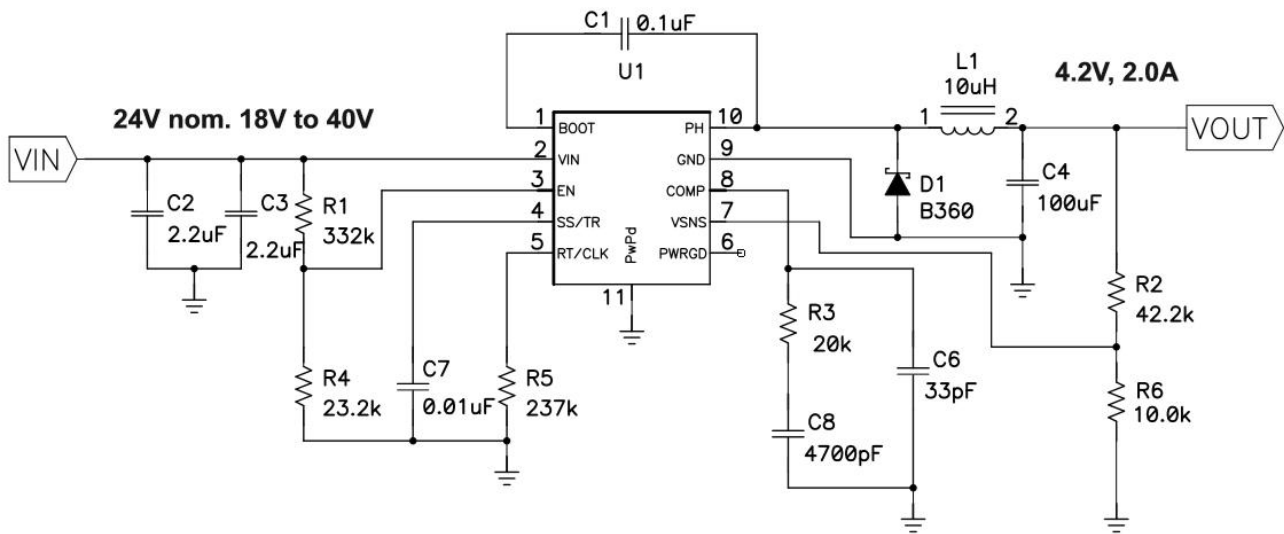 C1
0.1uF
U1
L1
10uH
4.2V, 2.0A
24V nom. 18V to 40V
VIN
VOUT
1
BOOT
PH
10
1
2
2
VIN
GND
9
3
EN
COMP
8
4
SS/TR
VSNS
7
5
RT/CLK
PwPd
PWRGD
6
11
C2
2.2uF
C3
2.2uF
R1
332k
D1
B360
C4
100uF
R2
42.2k
R3
20k
R4
23.2k
C7
0.01uF
R5
237k
C6
33pF
R6
10.0k
C8
4700pF